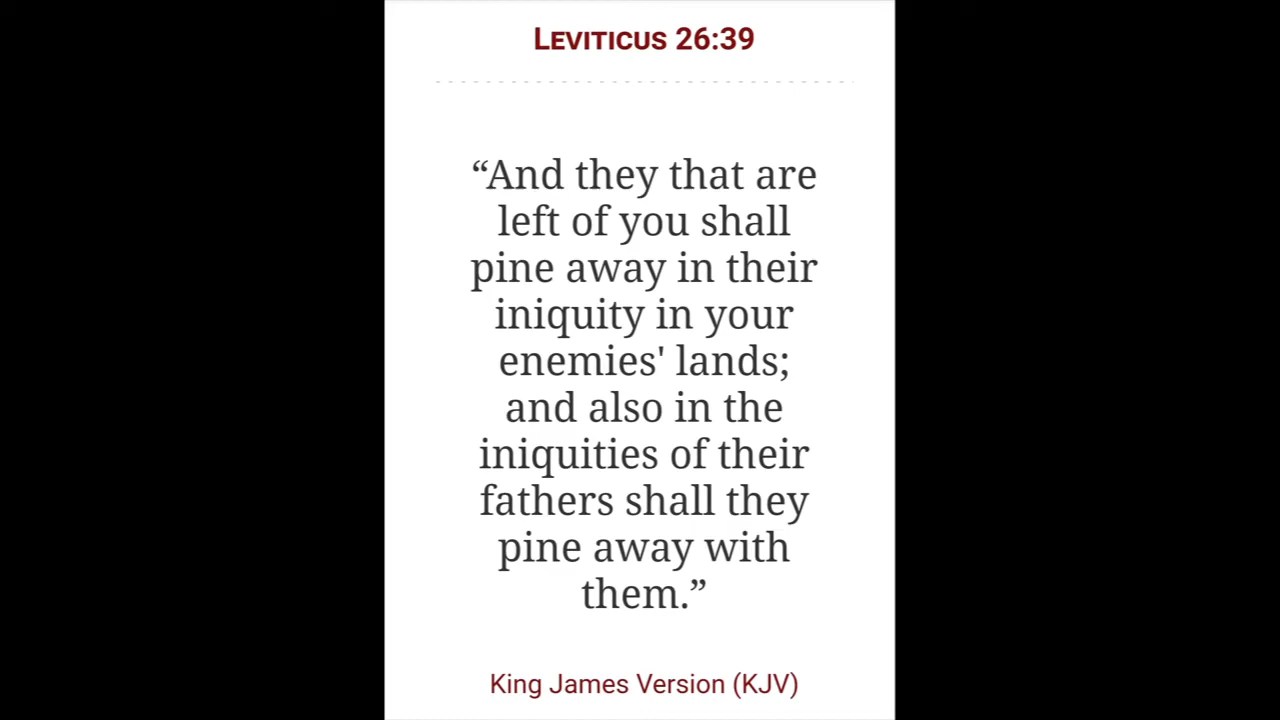 LEVITICUS 26:39
“And they that are
left of you shall
pine away in their
iniquity in your
enemies' lands;
and also in the
iniquities of their
fathers shall they
pine away with
them.”
King James Version (KJV)